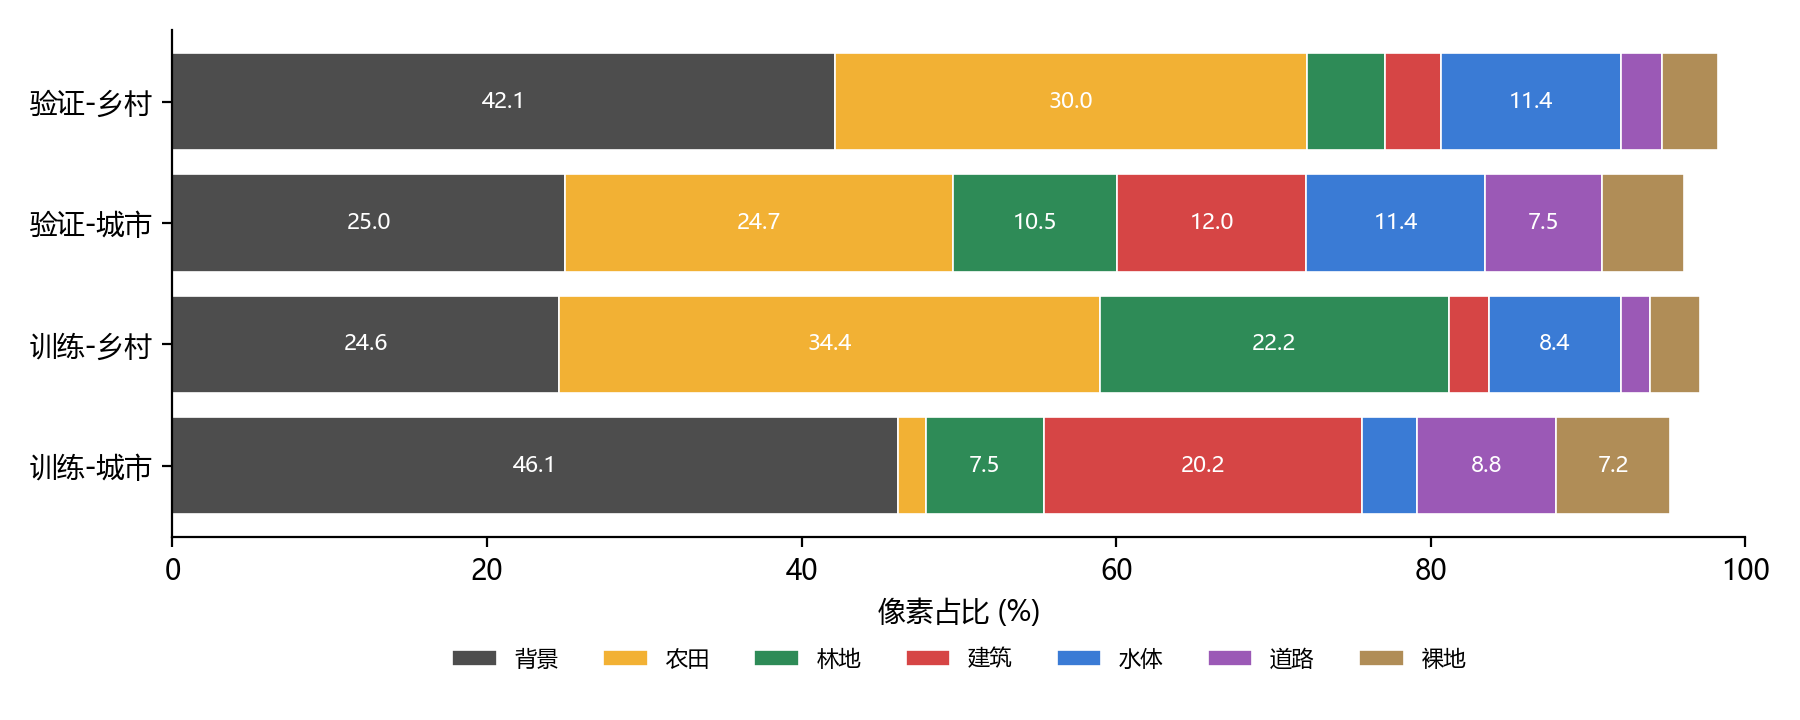 验证-乡村 42.1 30.0 11.4
验证-城市 25.0 24.7 10.5 12.0 11.4 7.5
训练-乡村 24.6 34.4 22.2 8.4
训练-城市 46.1 7.5 20.2 8.8 7.2
0 20 40 60 80 100
像素占比 (%)
背景 农田 林地 建筑 水体 道路 裸地